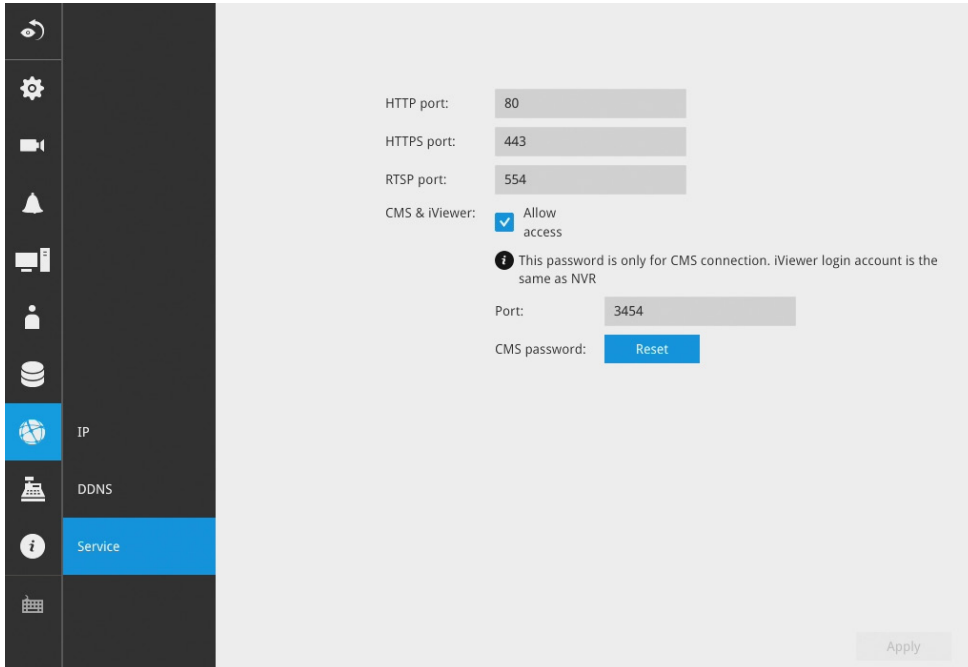 HTTP port: 80
HTTPS port: 443
RTSP port: 554
CMS & iViewer: Allow
access
i This password is only for CMS connection. iViewer login account is the
same as NVR
Port: 3454
CMS password: Reset
IP
DDNS
i Service
Apply